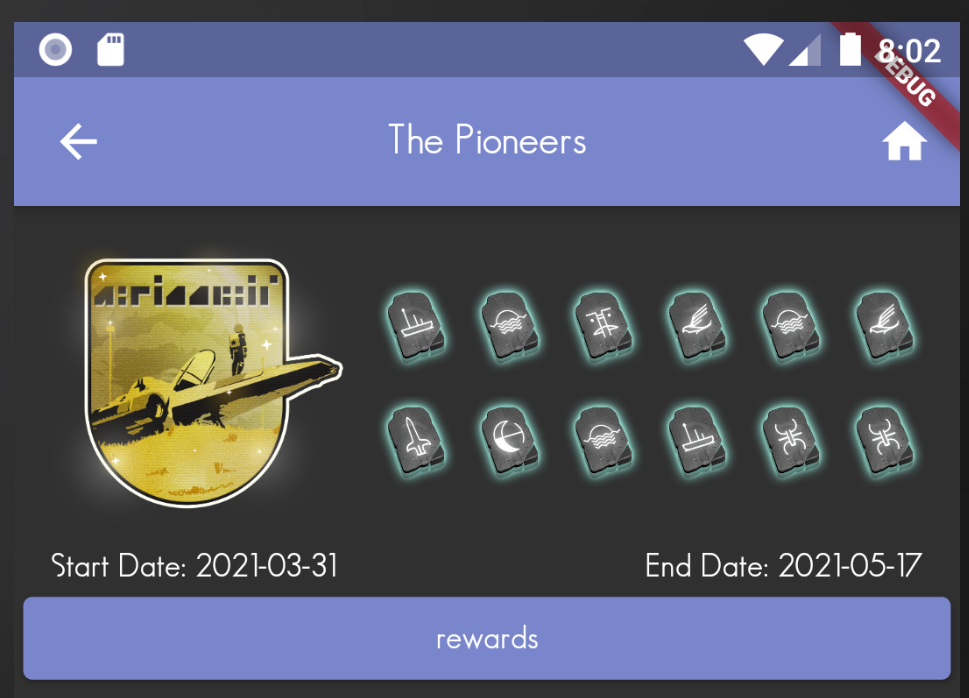 8:02
DEBUG
The Pioneers
Start Date: 2021-03-31
End Date: 2021-05-17
rewards